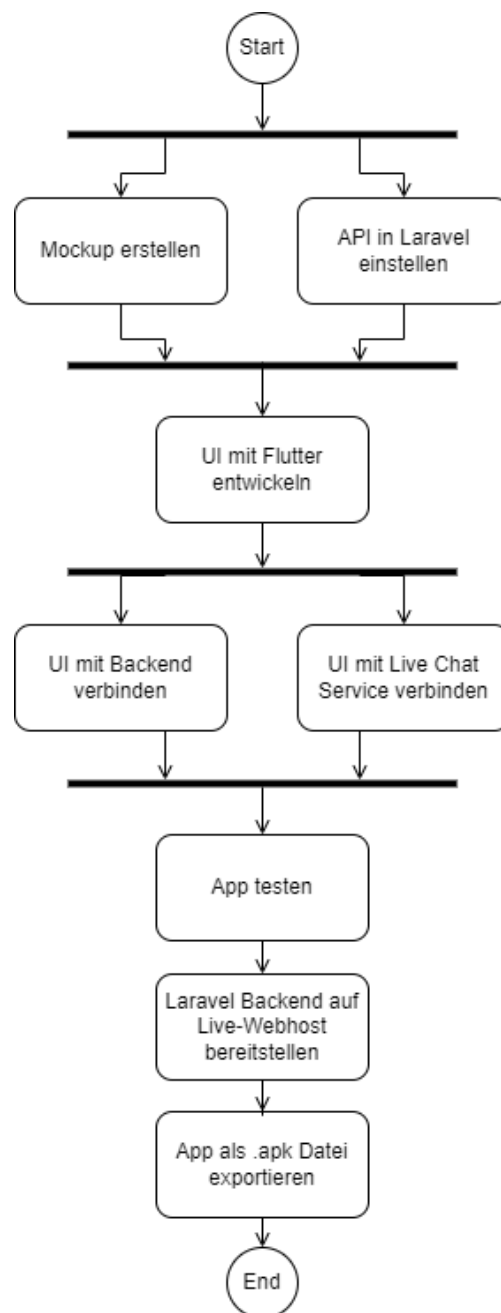 Start
Mockup erstellen
API in Laravel
einstellen
UI mit Flutter
entwickeln
UI mit Backend
verbinden
UI mit Live Chat
Service verbinden
App testen
Laravel Backend auf
Live-Webhost
bereitstellen
App als .apk Datei
exportieren
End